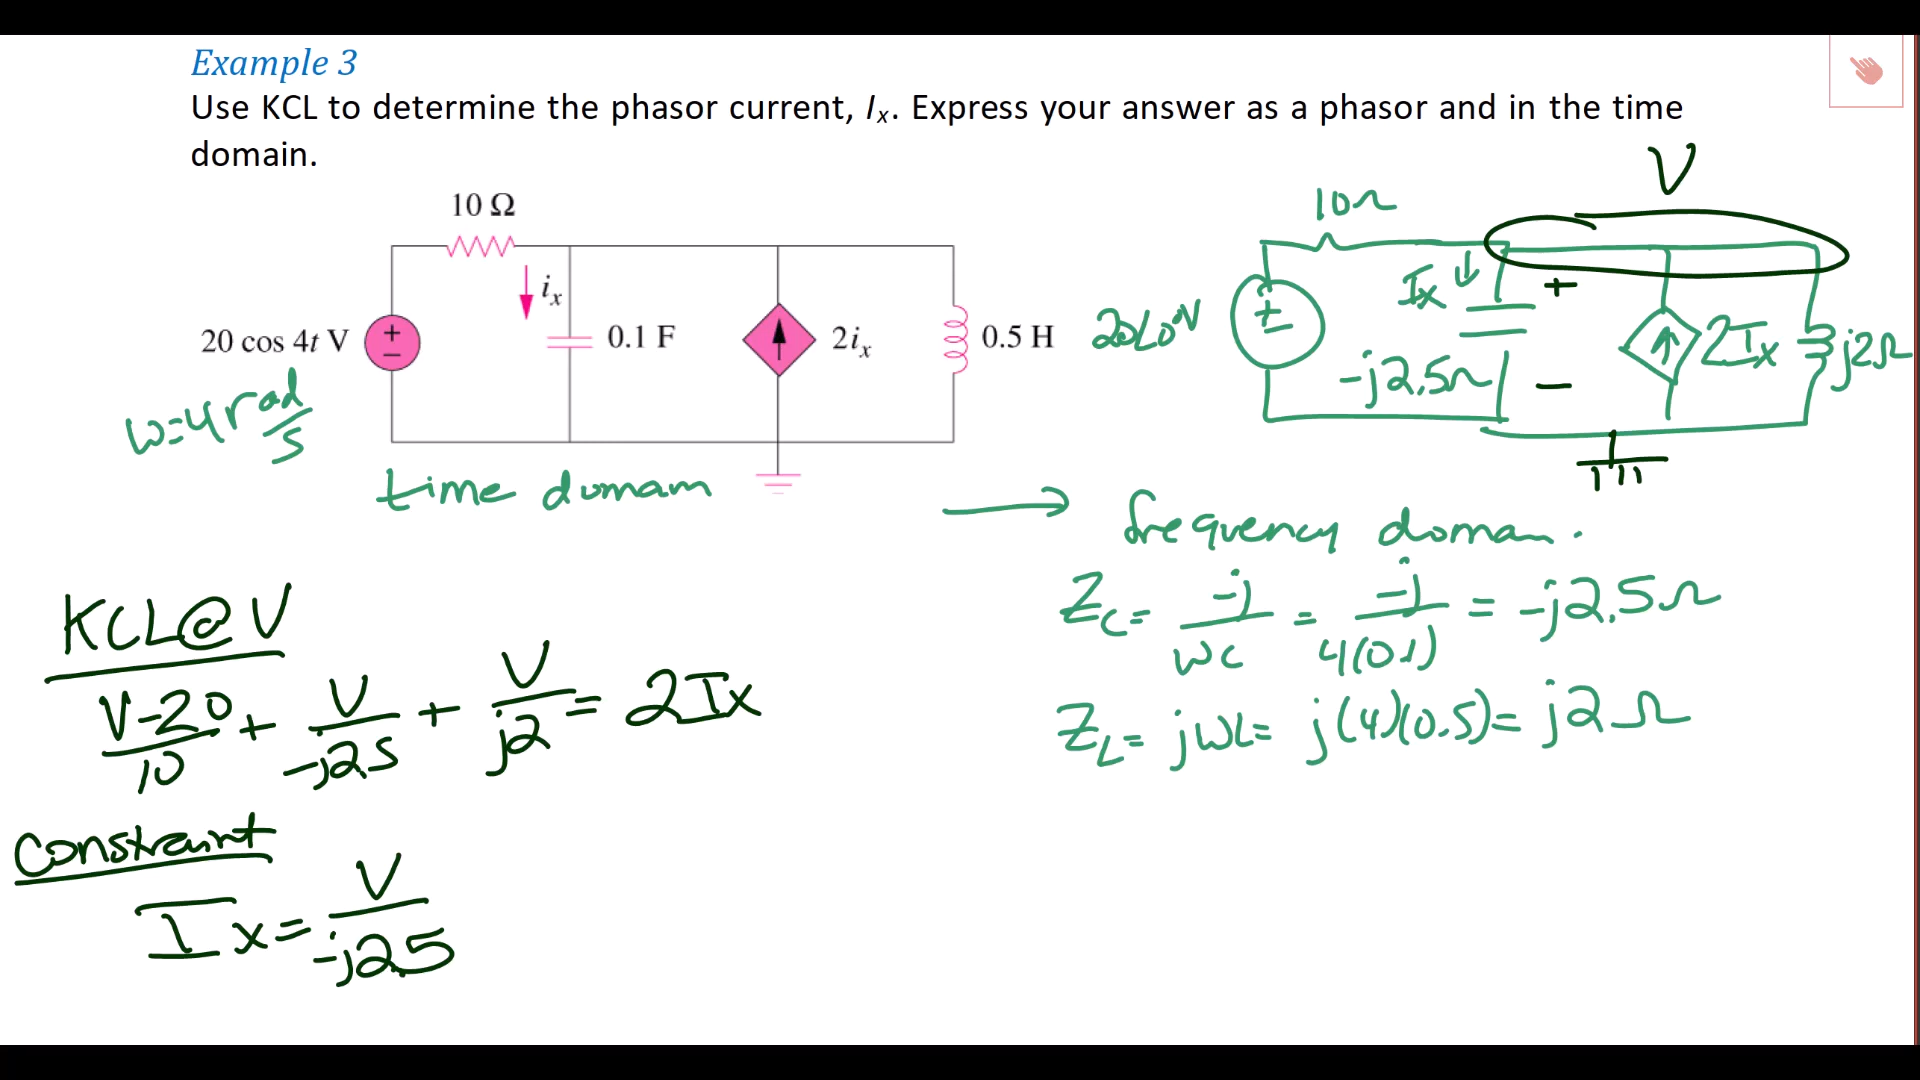 Example 3
Use KCL to determine the phasor current, Iₓ. Express your answer as a phasor and in the time
domain.
10 Ω
iₓ
20 cos 4t V
+
−
0.1 F
2iₓ
0.5 H
ω=4 rad/s
time domain
V
10Ω
Iₓ
+
20∠0° V
+
−
-j2.5Ω
−
2Iₓ
j2Ω
frequency domain.
Z_C = -j/ωC = -j/4(0.1) = -j2.5Ω
Z_L = jωL = j(4)(0.5) = j2Ω
KCL@V
V-20/10 + V/-j2.5 + V/j2 = 2Ix
Constraint
Ix = V/-j2.5